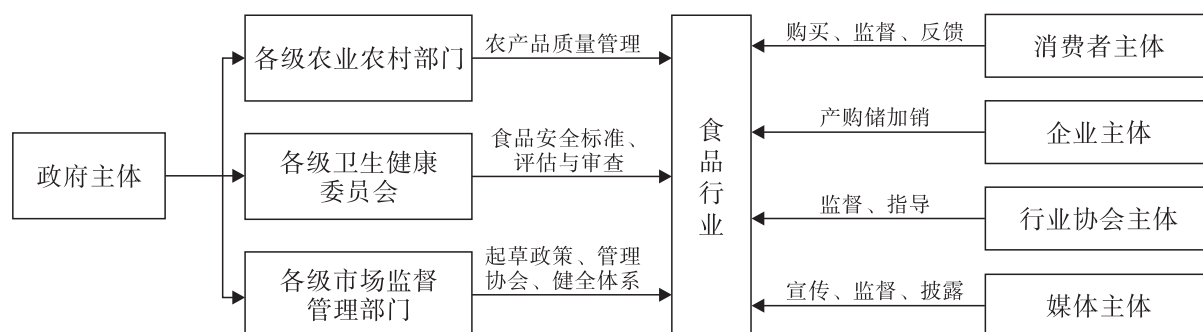 政府主体
各级农业农村部门
各级卫生健康
委员会
各级市场监督
管理部门
农产品质量管理
食品安全标准、
评估与审查
起草政策、管理
协会、健全体系
食
品
行
业
购买、监督、反馈
产购储加销
监督、指导
宣传、监督、披露
消费者主体
企业主体
行业协会主体
媒体主体